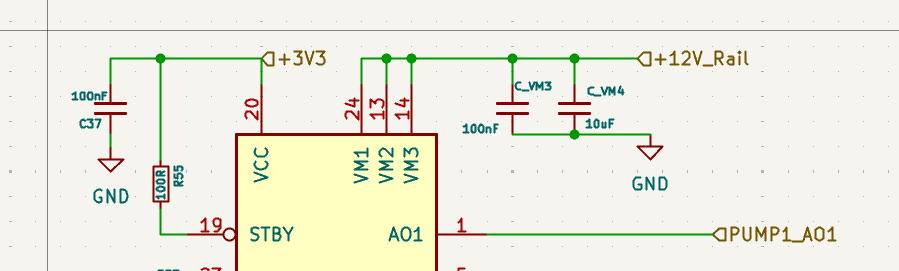 +3V3
+12V_Rail
100nF
C37
GND
100R
R55
20
VCC
24
13
14
VM1
VM2
VM3
C_VM3
100nF
C_VM4
10uF
GND
19
STBY
AO1
1
PUMP1_AO1